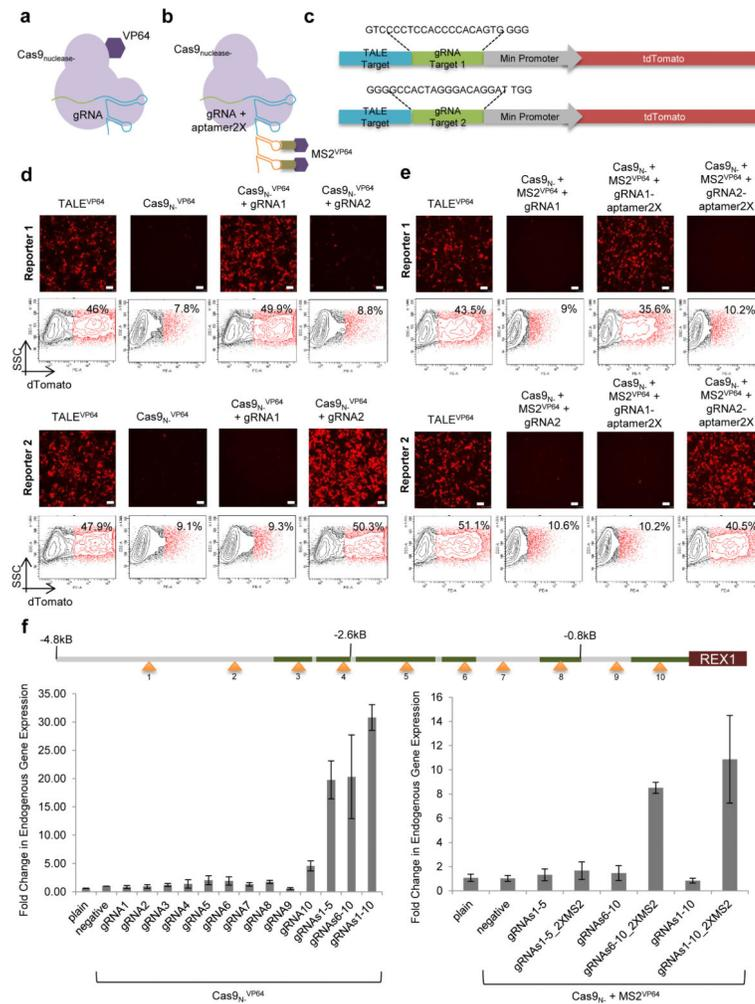 a
VP64
Cas9nuclease-
gRNA
b
Cas9nuclease-
gRNA +
aptamer2X
MS2VP64
c
GTCCCCTCCACCCCACAGTG GGG
TALE
Target
gRNA
Target 1
Min Promoter
tdTomato
GGGGCCACTAGGGACAGGAT TGG
TALE
Target
gRNA
Target 2
Min Promoter
tdTomato
d
TALEVP64
Cas9N-VP64
Cas9N-VP64
+ gRNA1
Cas9N-VP64
+ gRNA2
Reporter 1
46%
7.8%
49.9%
8.8%
SSC
dTomato
TALEVP64
Cas9N-VP64
Cas9N-VP64
+ gRNA1
Cas9N-VP64
+ gRNA2
Reporter 2
47.9%
9.1%
9.3%
50.3%
SSC
dTomato
e
TALEVP64
Cas9N- +
MS2VP64 +
gRNA1
Cas9N- +
MS2VP64 +
gRNA1-
aptamer2X
Cas9N- +
MS2VP64 +
gRNA2-
aptamer2X
Reporter 1
43.5%
9%
35.6%
10.2%
TALEVP64
Cas9N- +
MS2VP64 +
gRNA2
Cas9N- +
MS2VP64 +
gRNA1-
aptamer2X
Cas9N- +
MS2VP64 +
gRNA2-
aptamer2X
Reporter 2
51.1%
10.6%
10.2%
40.5%
f
-4.8kB
-2.6kB
-0.8kB
REX1
1 2 3 4 5 6 7 8 9 10
Fold Change in Endogenous Gene Expression
35.00
30.00
25.00
20.00
15.00
10.00
5.00
0.00
plain
negative
gRNA1
gRNA2
gRNA3
gRNA4
gRNA5
gRNA6
gRNA7
gRNA8
gRNA9
gRNA10
gRNAs1-5
gRNAs6-10
gRNAs1-10
Cas9N-VP64
Fold Change in Endogenous Gene Expression
16
14
12
10
8
6
4
2
0
plain
negative
gRNAs1-5
gRNAs1-5_2XMS2
gRNAs6-10
gRNAs6-10_2XMS2
gRNAs1-10
gRNAs1-10_2XMS2
Cas9N- + MS2VP64